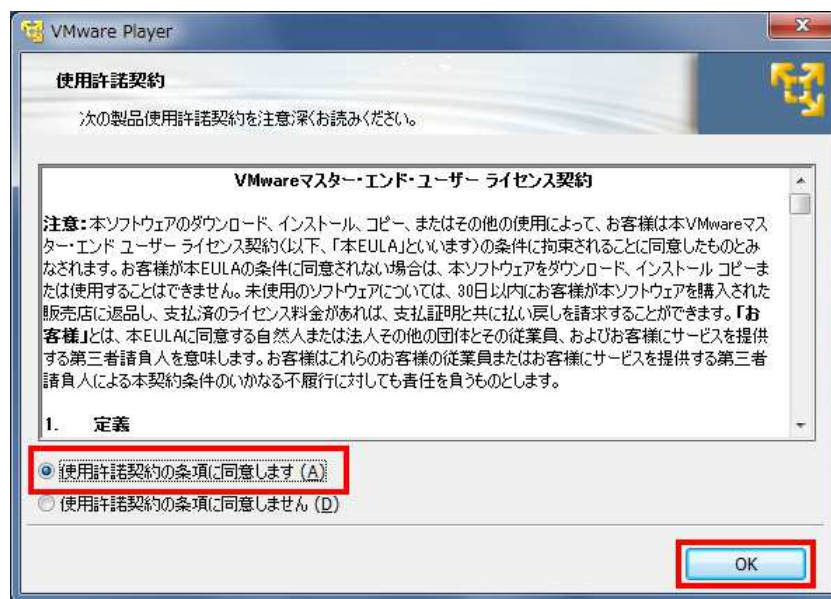 VMware Player
使用許諾契約
次の製品使用許諾契約を注意深くお読みください。
VMwareマスター・エンド・ユーザー ライセンス契約
注意:本ソフトウェアのダウンロード、インストール、コピー、またはその他の使用によって、お客様は本VMwareマス
ター・エンド ユーザー ライセンス契約(以下、「本EULA」といいます)の条件に拘束されることに同意したものとみ
なされます。お客様が本EULAの条件に同意されない場合は、本ソフトウェアをダウンロード、インストール コピーま
たは使用することはできません。未使用のソフトウェアについては、30日以内にお客様が本ソフトウェアを購入された
販売店に返品し、支払済のライセンス料金があれば、支払証明と共に払い戻しを請求することができます。「お
客様」とは、本EULAに同意する自然人または法人その他の団体とその従業員、およびお客様にサービスを提供
する第三者請負人を意味します。お客様はこれらのお客様の従業員またはお客様にサービスを提供する第三者
請負人による本契約条件のいかなる不履行に対しても責任を負うものとします。
1. 定義
使用許諾契約の条項に同意します (A)
使用許諾契約の条項に同意しません (D)
OK